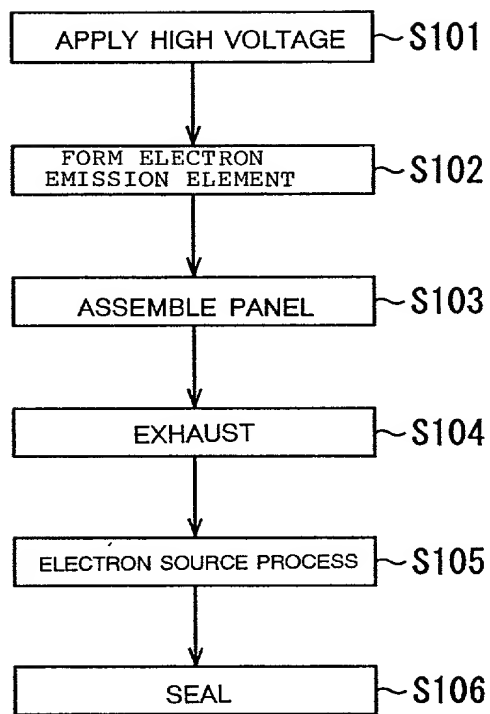 APPLY HIGH VOLTAGE S101
FORM ELECTRON
EMISSION ELEMENT S102
ASSEMBLE PANEL S103
EXHAUST S104
ELECTRON SOURCE PROCESS S105
SEAL S106